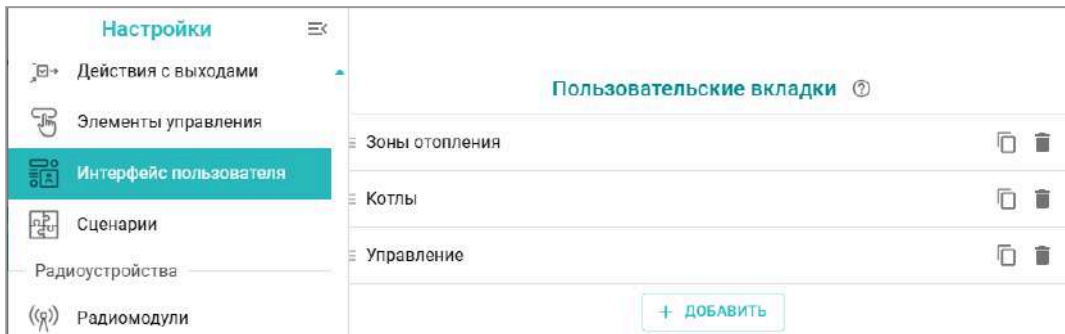 Настройки
Действия с выходами
Элементы управления
Интерфейс пользователя
Сценарии
Радиоустройства
Радиомодули
Пользовательские вкладки ?
Зоны отопления
Котлы
Управление
+ ДОБАВИТЬ